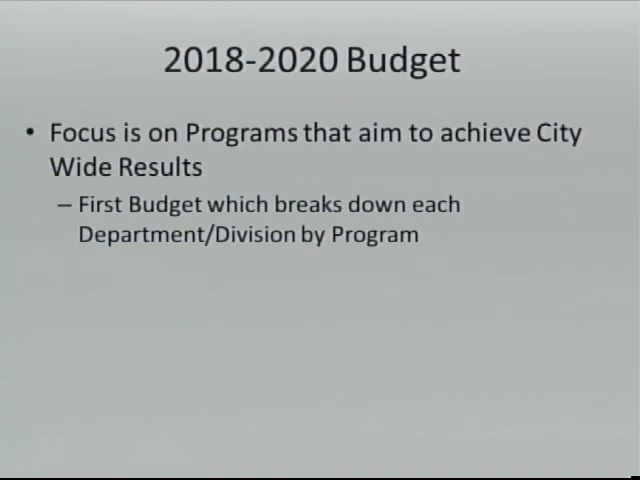 2018-2020 Budget
• Focus is on Programs that aim to achieve City
Wide Results
– First Budget which breaks down each
Department/Division by Program